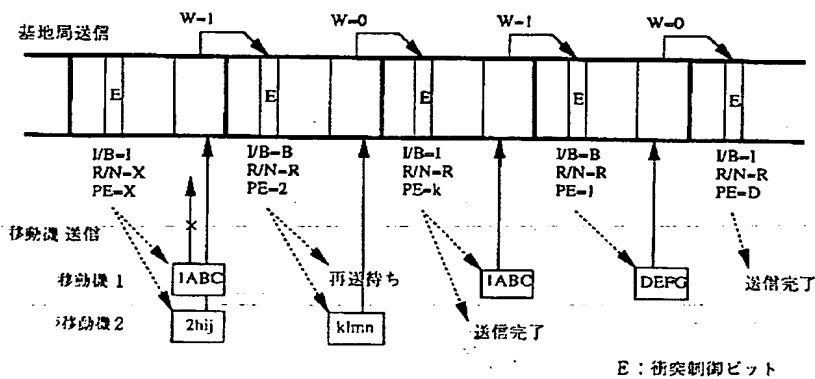 W=1 W=0 W=1 W=0
基地局送信
E E E E E
I/B=I I/B=B I/B=I I/B=B I/B=I
R/N=X R/N=R R/N=R R/N=R R/N=R
PE=X PE=2 PE=k PE=1 PE=D
×
移動機 送信
移動機 1 1ABC 再送待ち 1ABC DEFG 送信完了
移動機2 2hij klmn 送信完了
E：衝突制御ビット